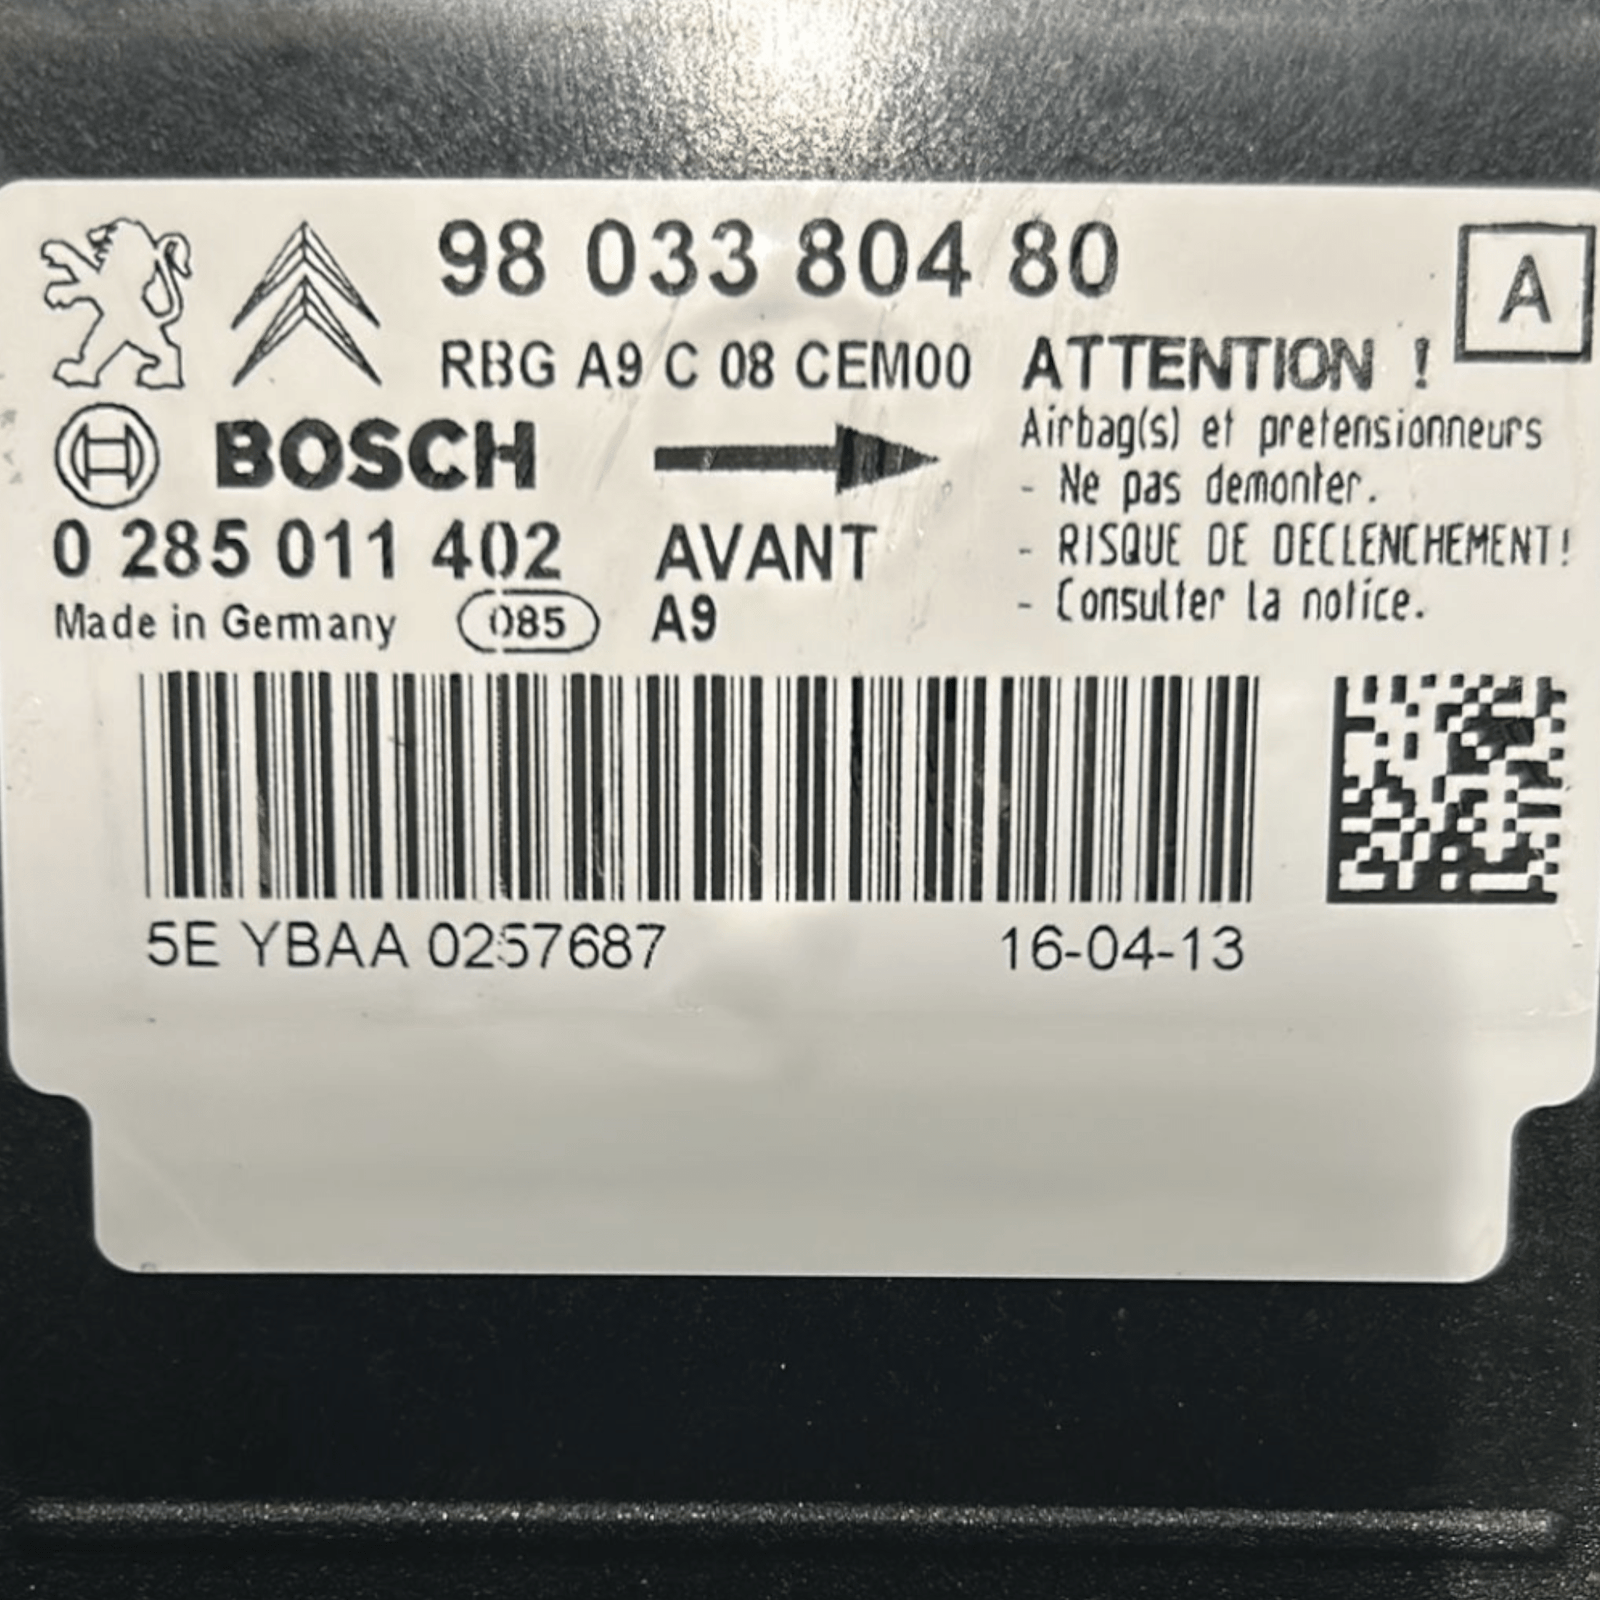 98 033 804 80
A
RBG A9 C 08 CEM00
ATTENTION !
BOSCH
Airbag(s) et pretensionneurs
- Ne pas demonter.
0 285 011 402
AVANT
- RISQUE DE DECLENCHEMENT!
Made in Germany
085
A9
- Consulter la notice.
5E YBAA 0257687
16-04-13